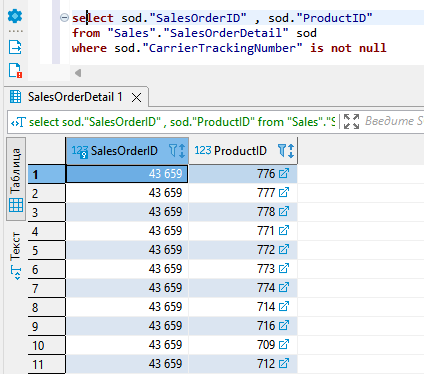 select sod."SalesOrderID" , sod."ProductID"
from "Sales"."SalesOrderDetail" sod
where sod."CarrierTrackingNumber" is not null
SalesOrderDetail 1
select sod."SalesOrderID" , sod."ProductID" from "Sales"."S
Введите S
Таблица
Текст
123 SalesOrderID 123 ProductID
1 43 659 776
2 43 659 777
3 43 659 778
4 43 659 771
5 43 659 772
6 43 659 773
7 43 659 774
8 43 659 714
9 43 659 716
10 43 659 709
11 43 659 712